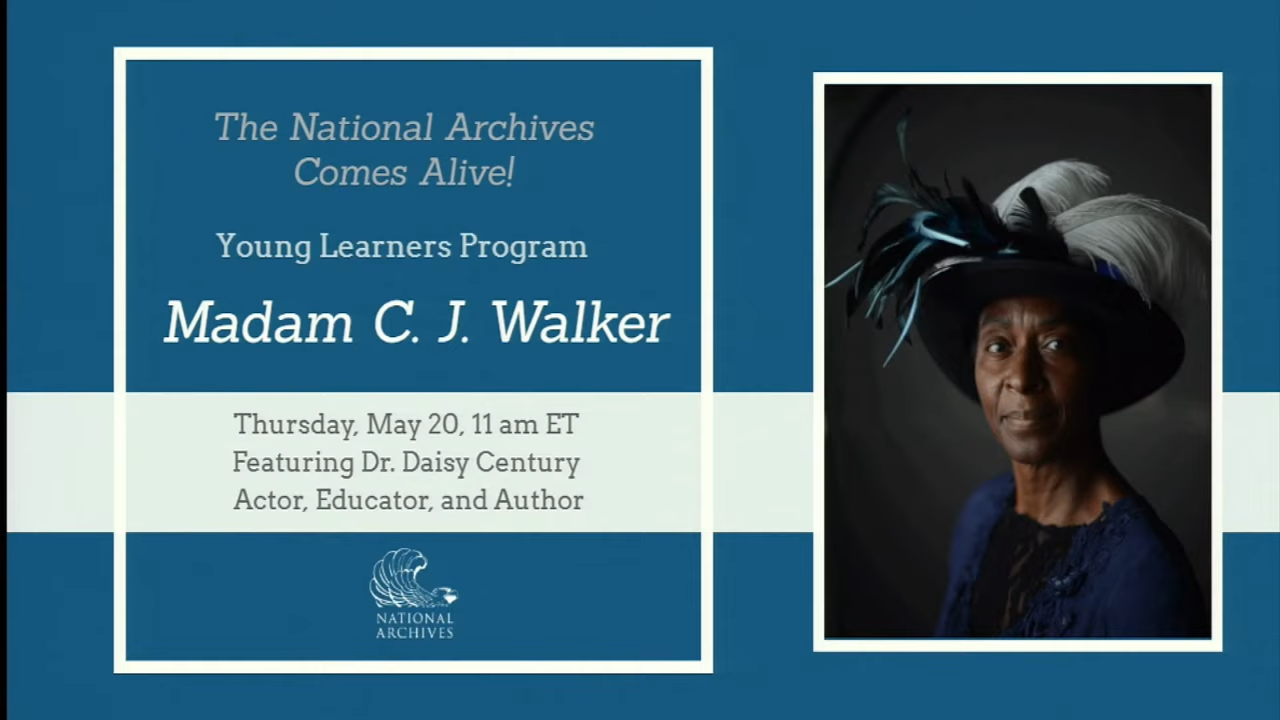 The National Archives
Comes Alive!
Young Learners Program
Madam C. J. Walker
Thursday, May 20, 11 am ET
Featuring Dr. Daisy Century
Actor, Educator, and Author
NATIONAL
ARCHIVES